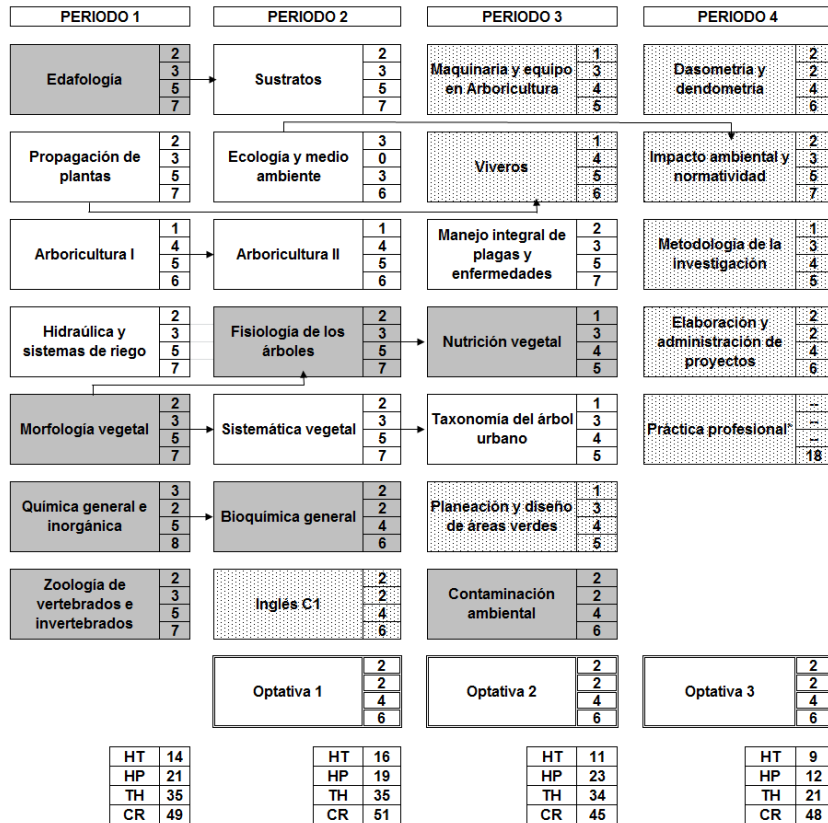 PERIODO 1
PERIODO 2
PERIODO 3
PERIODO 4
Edafología
2
3
5
7
Sustratos
2
3
5
7
Maquinaria y equipo
en Arboricultura
1
3
4
5
Dasometría y
dendometría
2
2
4
6
Propagación de
plantas
2
3
5
7
Ecología y medio
ambiente
3
0
3
6
Viveros
1
4
5
6
Impacto ambiental y
normatividad
2
3
5
7
Arboricultura I
1
4
5
6
Arboricultura II
1
4
5
6
Manejo integral de
plagas y
enfermedades
2
3
5
7
Metodología de la
investigación
1
3
4
5
Hidraúlica y
sistemas de riego
2
3
5
7
Fisiología de los
árboles
2
3
5
7
Nutrición vegetal
1
3
4
5
Elaboración y
administración de
proyectos
2
2
4
6
Morfología vegetal
2
3
5
7
Sistemática vegetal
2
3
5
7
Taxonomía del árbol
urbano
1
3
4
5
Práctica profesional*
--
--
--
18
Química general e
inorgánica
3
2
5
8
Bioquímica general
2
2
4
6
Planeación y diseño
de áreas verdes
1
3
4
5
Zoología de
vertebrados e
invertebrados
2
3
5
7
Inglés C1
2
2
4
6
Contaminación
ambiental
2
2
4
6
Optativa 1
2
2
4
6
Optativa 2
2
2
4
6
Optativa 3
2
2
4
6
HT 14
HP 21
TH 35
CR 49
HT 16
HP 19
TH 35
CR 51
HT 11
HP 23
TH 34
CR 45
HT 9
HP 12
TH 21
CR 48